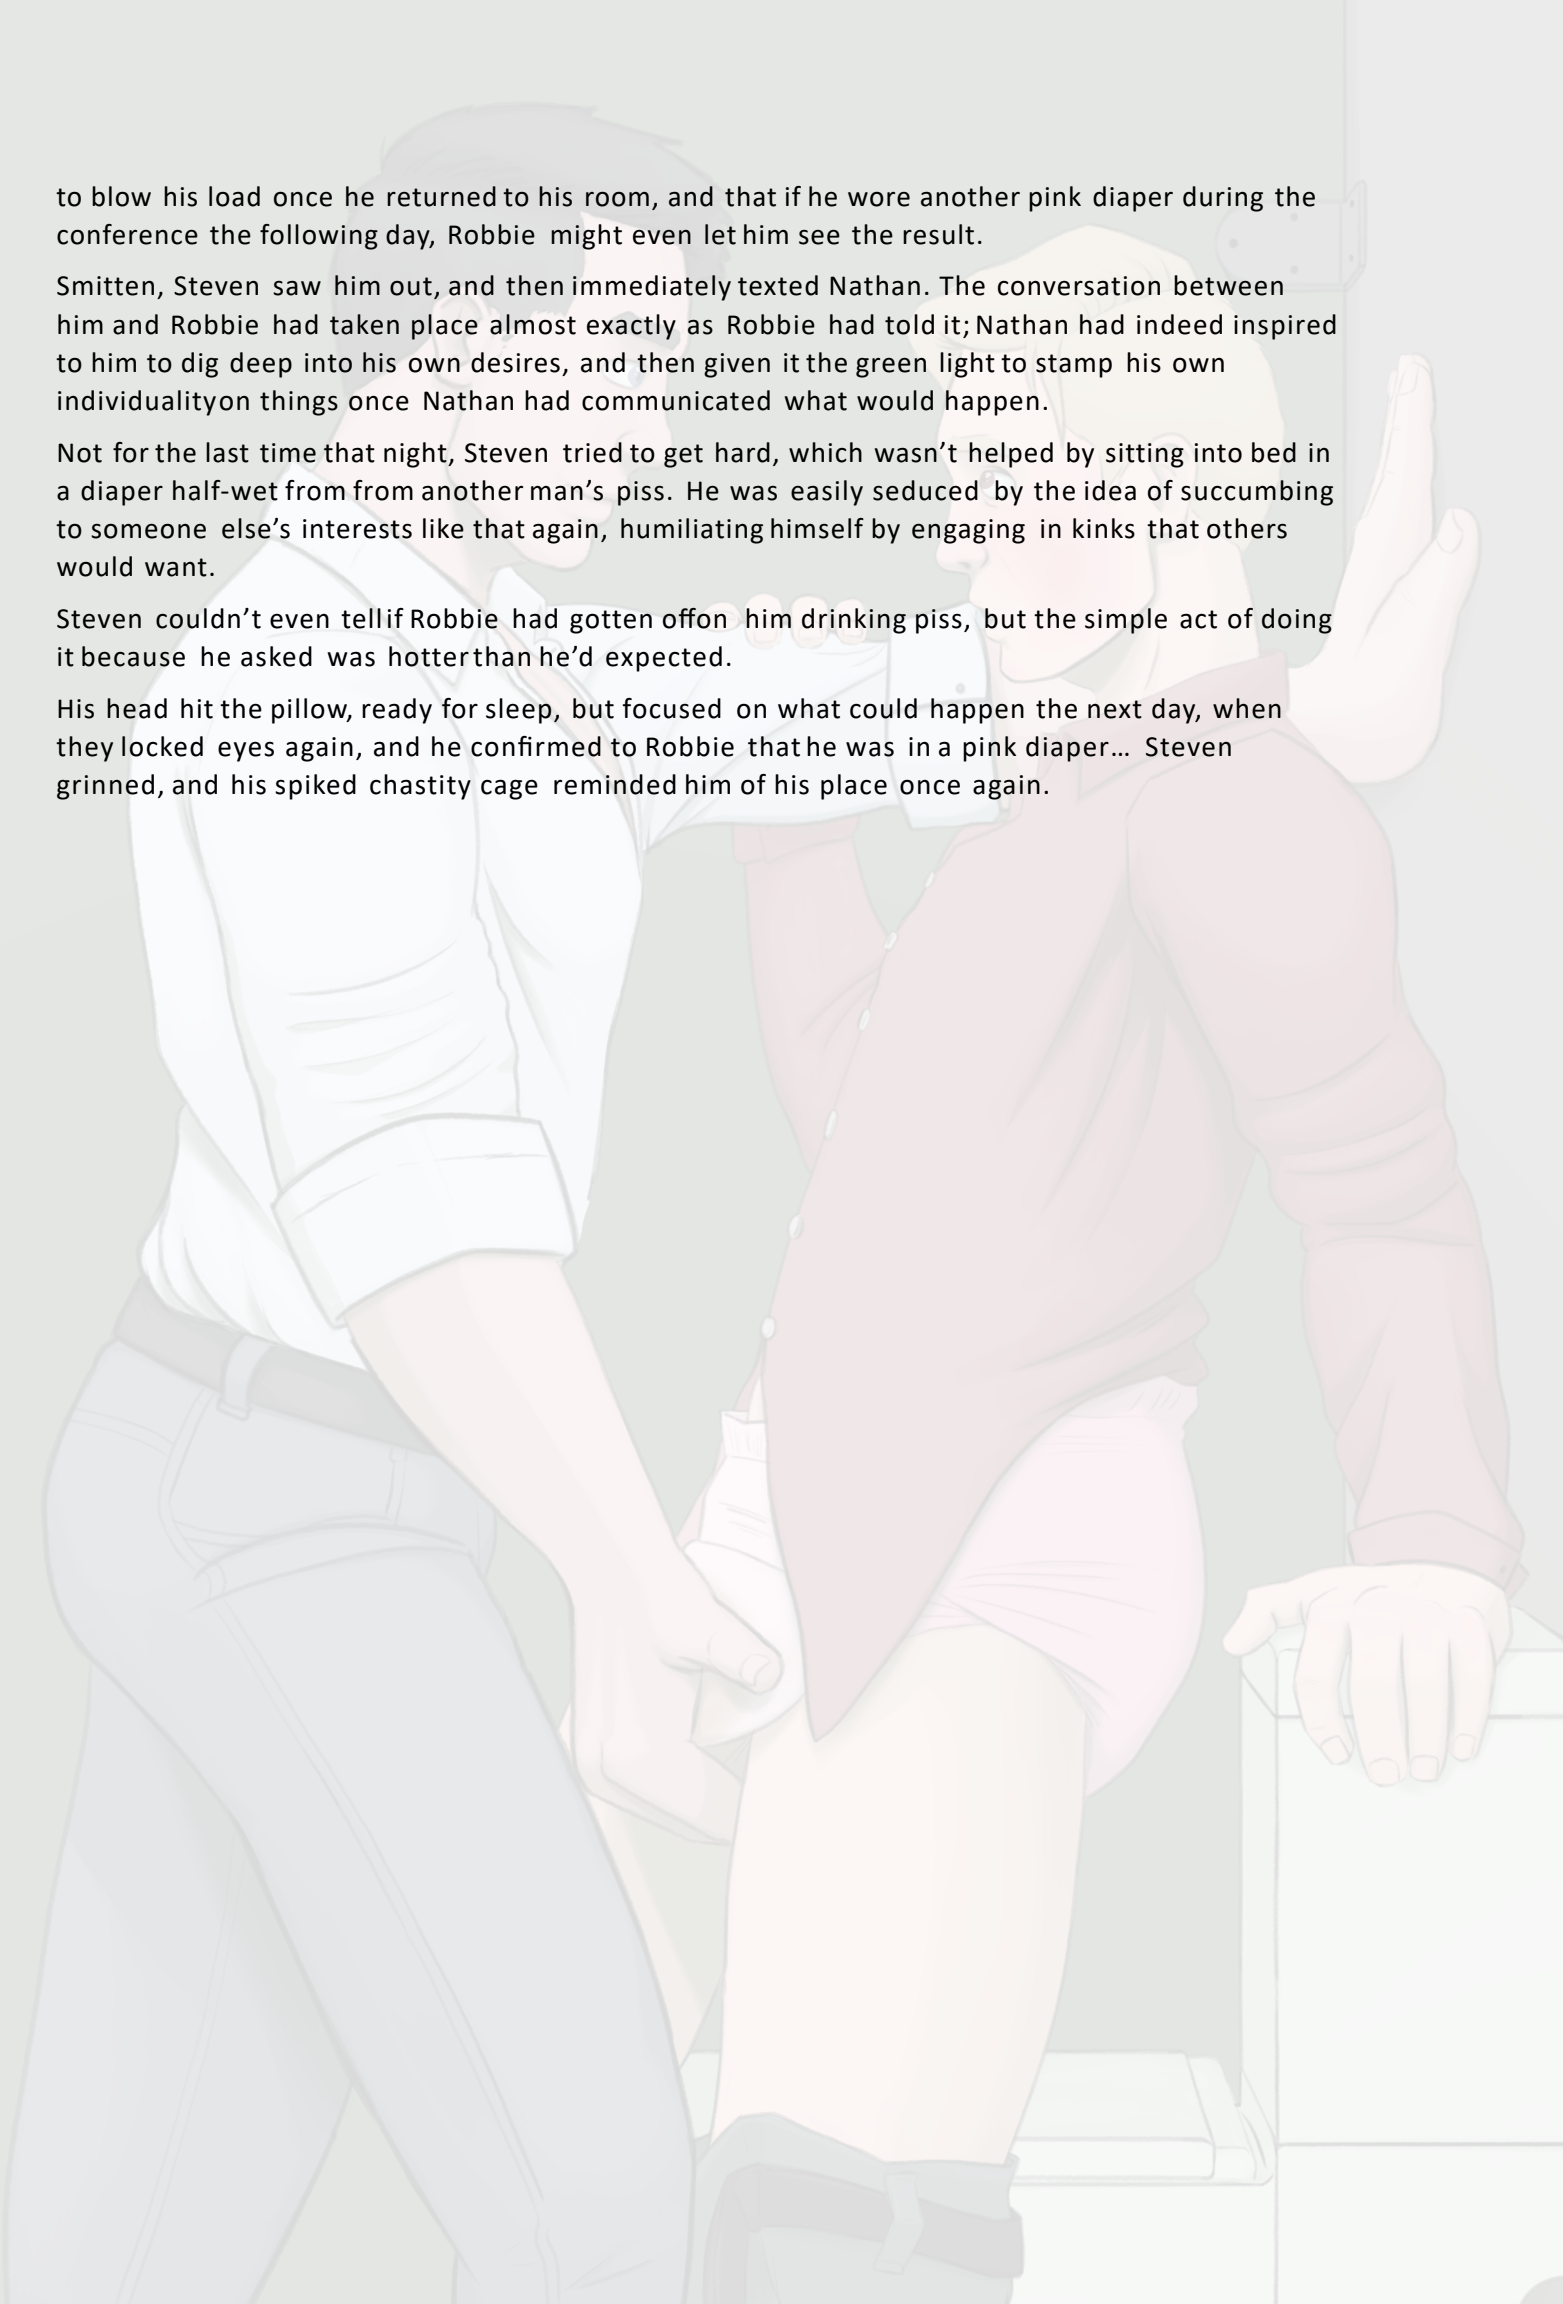 to blow his load once he returned to his room, and that if he wore another pink diaper during the
conference the following day, Robbie might even let him see the result.
Smitten, Steven saw him out, and then immediately texted Nathan. The conversation between
him and Robbie had taken place almost exactly as Robbie had told it; Nathan had indeed inspired
to him to dig deep into his own desires, and then given it the green light to stamp his own
individualityon things once Nathan had communicated what would happen.
Not for the last time that night, Steven tried to get hard, which wasn’t helped by sitting into bed in
a diaper half-wet from from another man’s piss. He was easily seduced by the idea of succumbing
to someone else’s interests like that again, humiliating himself by engaging in kinks that others
would want.
Steven couldn’t even tell if Robbie had gotten off on him drinking piss, but the simple act of doing
it because he asked was hotter than he’d expected.
His head hit the pillow, ready for sleep, but focused on what could happen the next day, when
they locked eyes again, and he confirmed to Robbie that he was in a pink diaper… Steven
grinned, and his spiked chastity cage reminded him of his place once again.